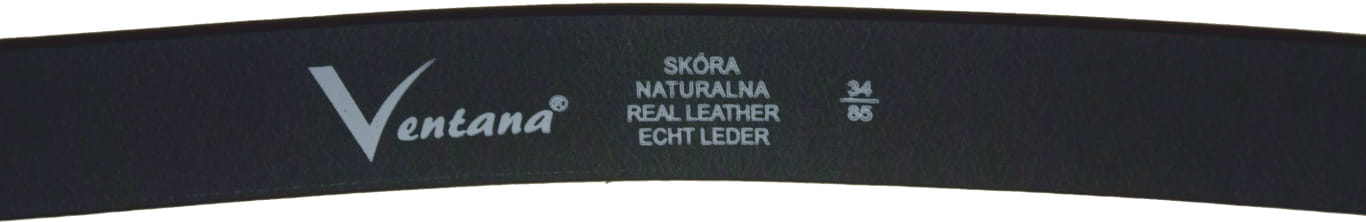 Ventana®
SKÓRA
NATURALNA
REAL LEATHER
ECHT LEDER
34
85